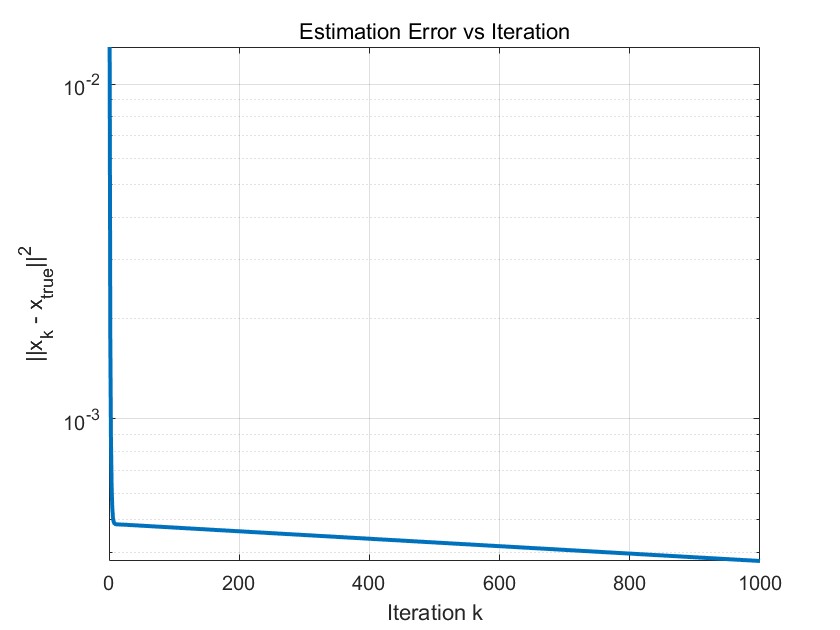 Estimation Error vs Iteration
10^-2
10^-3
||x_k - x_true||^2
0 200 400 600 800 1000
Iteration k